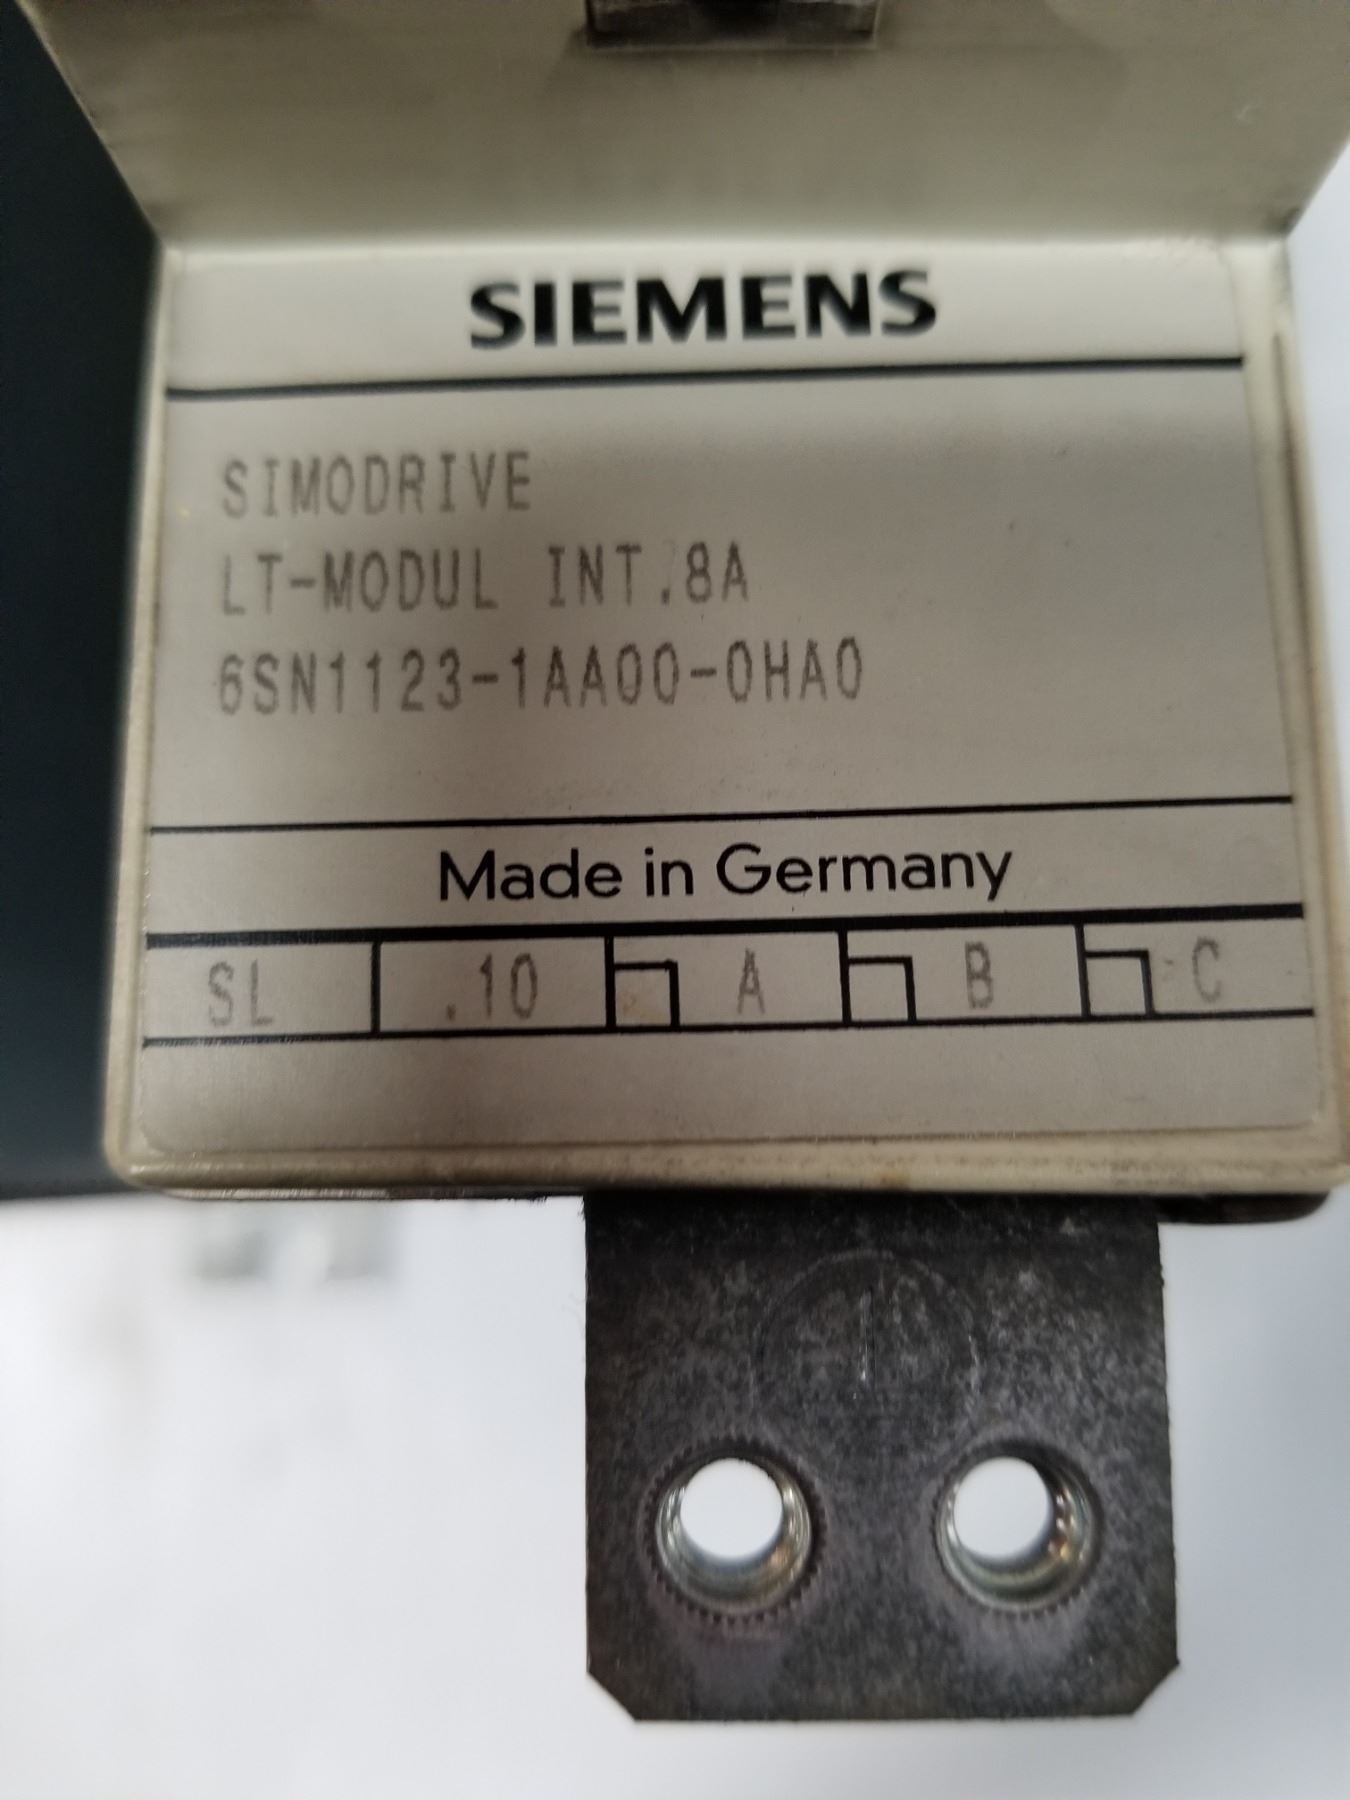 SIEMENS
SIMODRIVE
LT-MODUL INT.8A
6SN1123-1AA00-0HA0
Made in Germany
SL .10 A B C